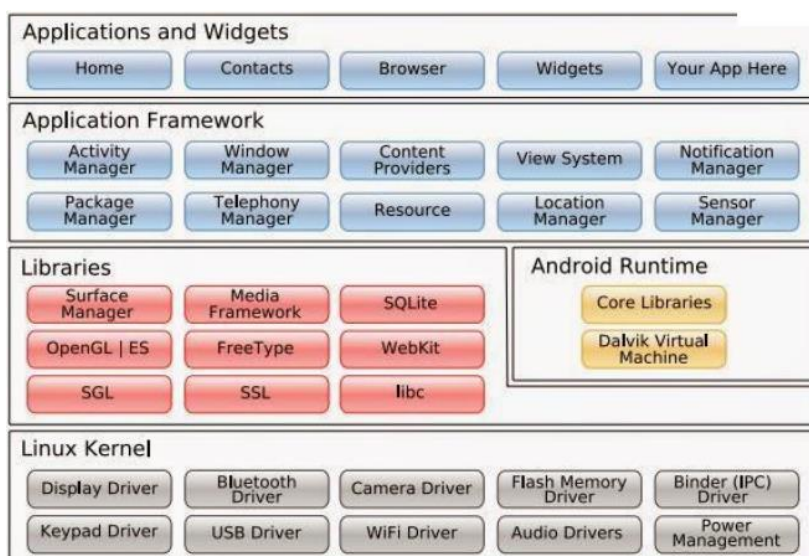 Applications and Widgets
Home
Contacts
Browser
Widgets
Your App Here
Application Framework
Activity
Manager
Window
Manager
Content
Providers
View System
Notification
Manager
Package
Manager
Telephony
Manager
Resource
Location
Manager
Sensor
Manager
Libraries
Surface
Manager
Media
Framework
SQLite
OpenGL | ES
FreeType
WebKit
SGL
SSL
libc
Android Runtime
Core Libraries
Dalvik Virtual
Machine
Linux Kernel
Display Driver
Bluetooth
Driver
Camera Driver
Flash Memory
Driver
Binder (IPC)
Driver
Keypad Driver
USB Driver
WiFi Driver
Audio Drivers
Power
Management